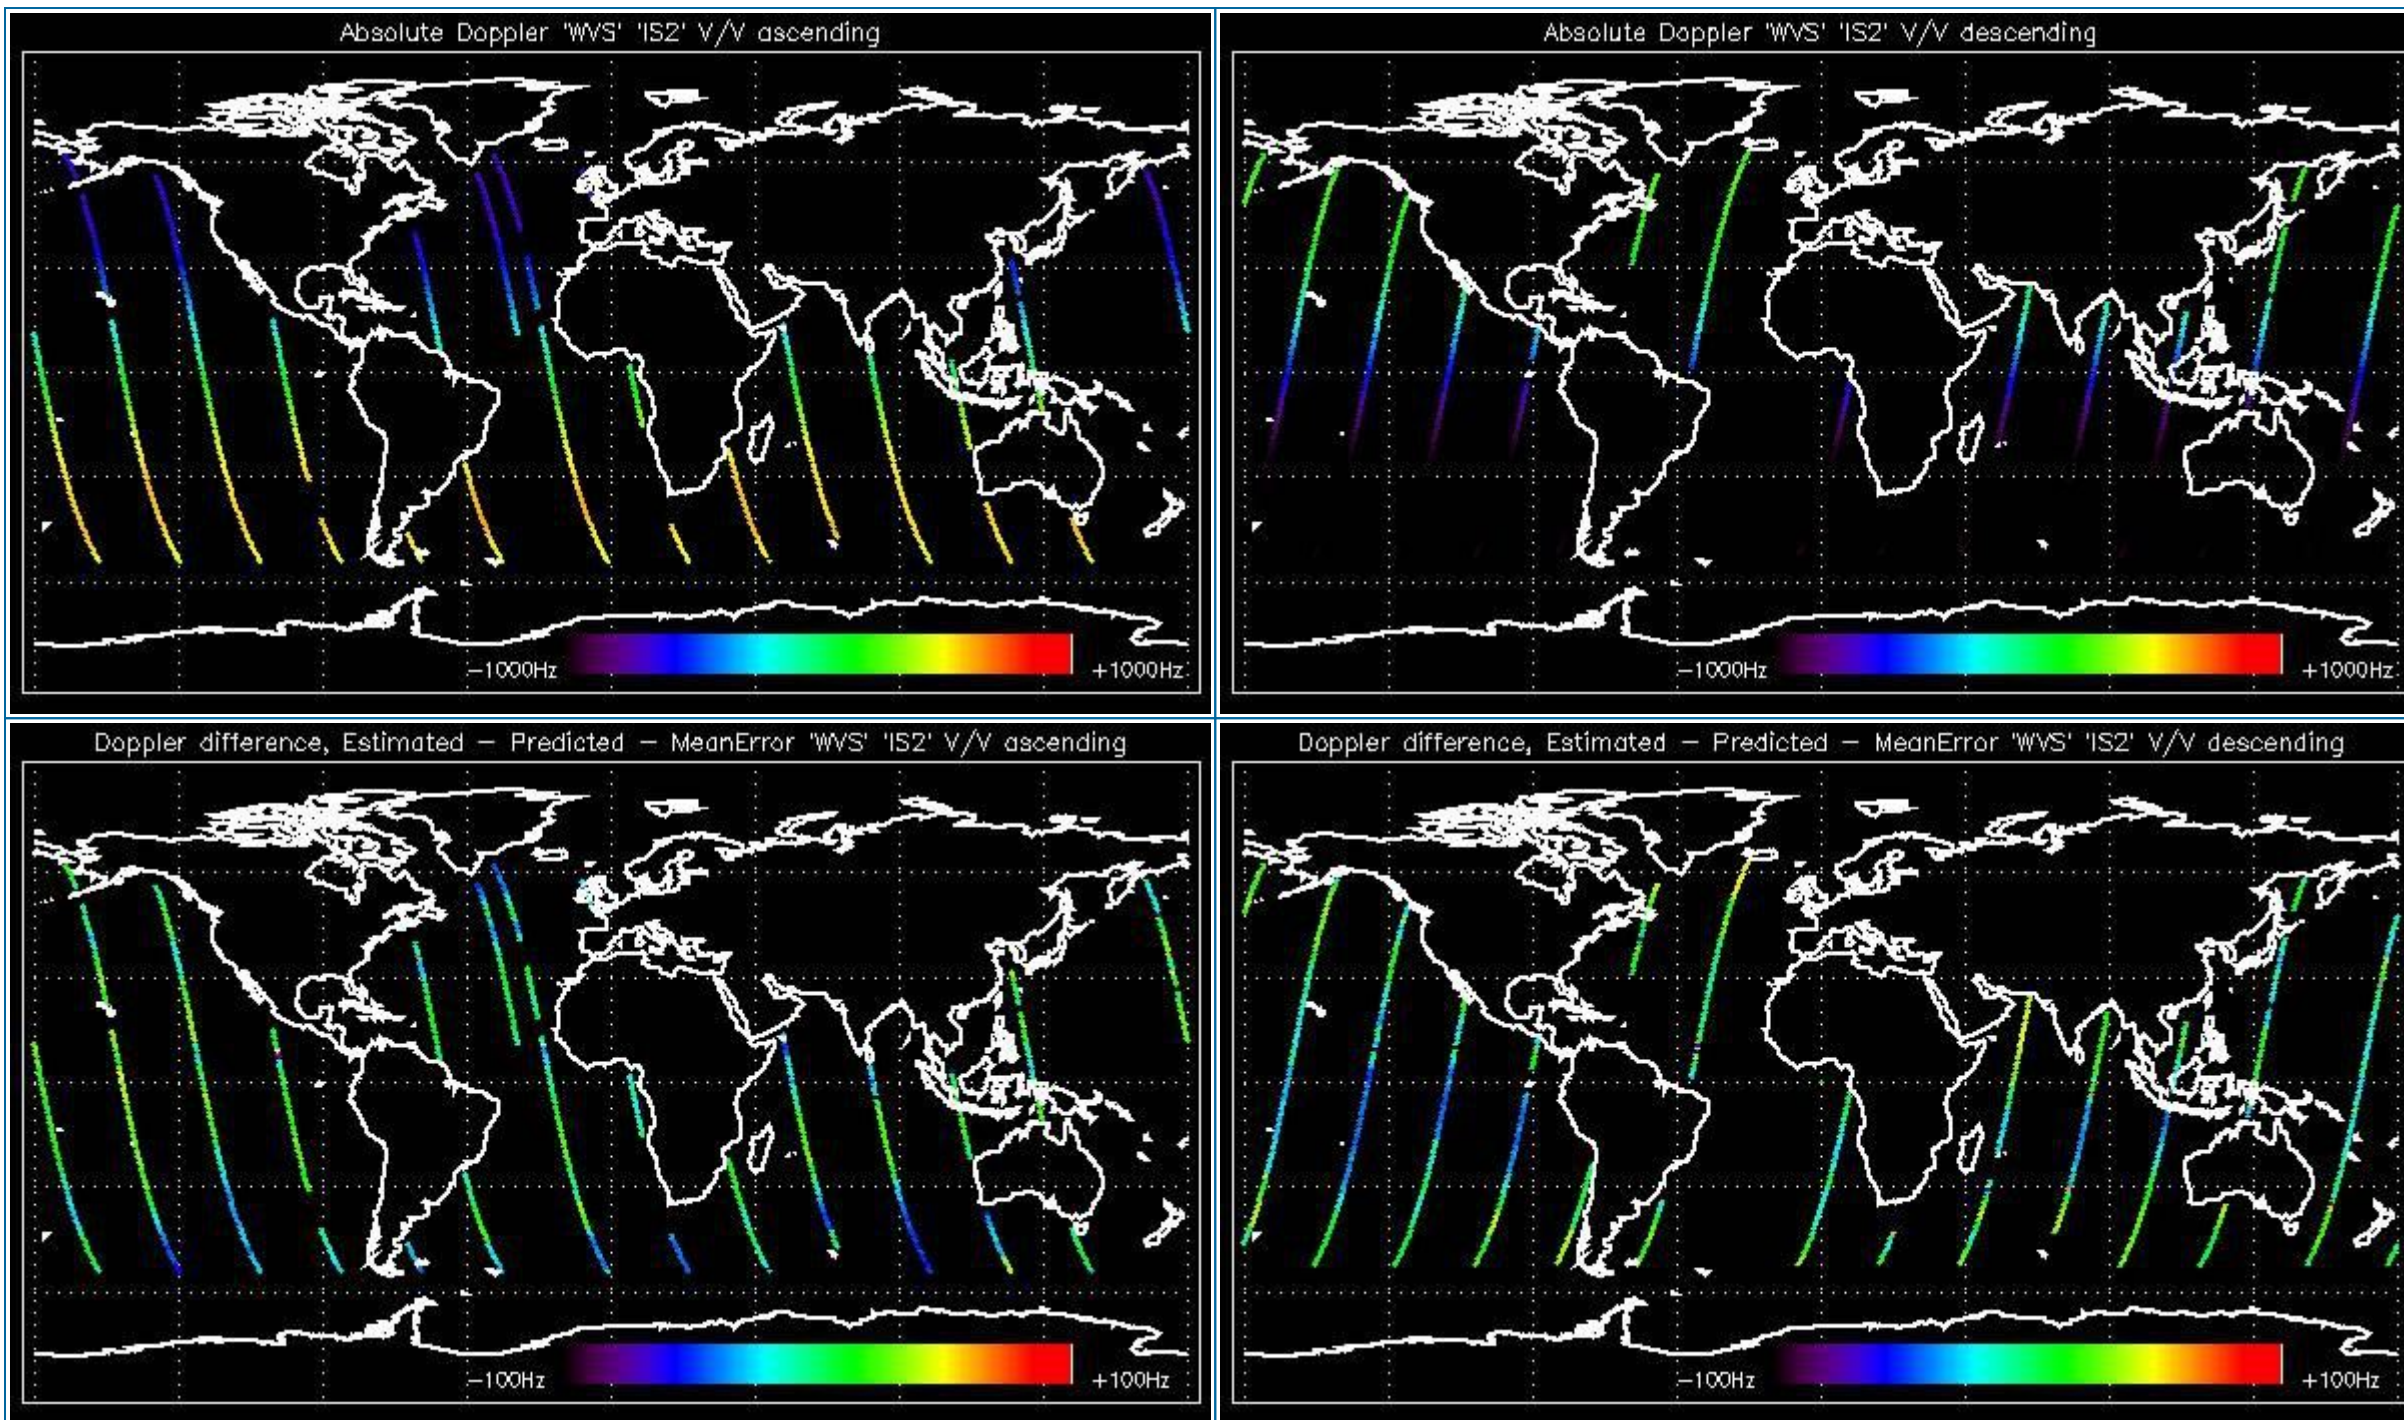 Absolute Doppler 'WVS' 'IS2' V/V ascending
-1000Hz
+1000Hz
Absolute Doppler 'WVS' 'IS2' V/V descending
-1000Hz
+1000Hz
Doppler difference, Estimated - Predicted - MeanError 'WVS' 'IS2' V/V ascending
-100Hz
+100Hz
Doppler difference, Estimated - Predicted - MeanError 'WVS' 'IS2' V/V descending
-100Hz
+100Hz